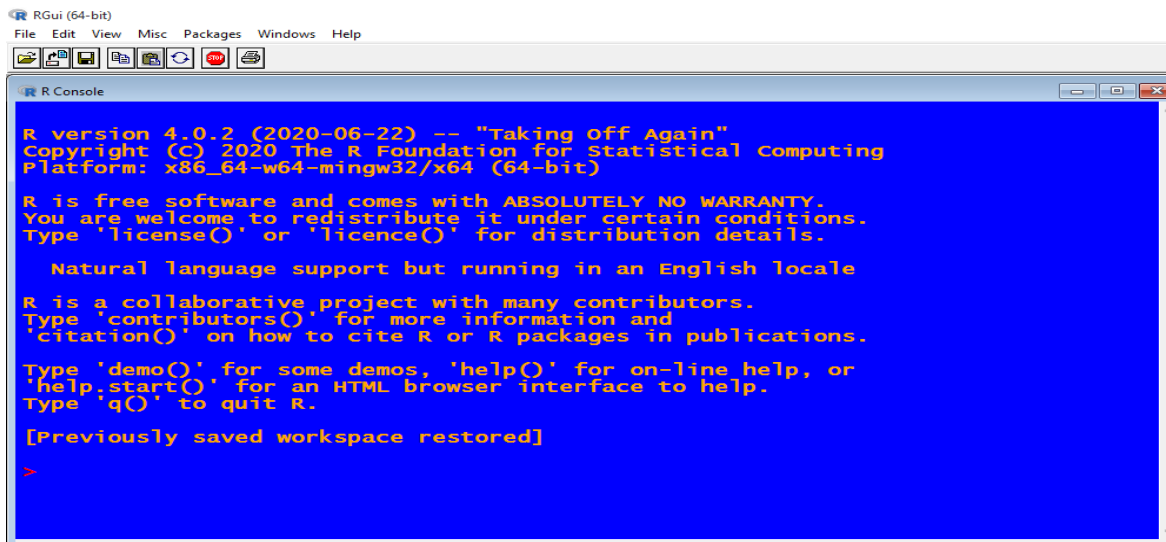 RGui (64-bit)
File Edit View Misc Packages Windows Help
STOP
R Console
R version 4.0.2 (2020-06-22) -- "Taking Off Again"
Copyright (C) 2020 The R Foundation for Statistical Computing
Platform: x86_64-w64-mingw32/x64 (64-bit)
R is free software and comes with ABSOLUTELY NO WARRANTY.
You are welcome to redistribute it under certain conditions.
Type 'license()' or 'licence()' for distribution details.
Natural language support but running in an English locale
R is a collaborative project with many contributors.
Type 'contributors()' for more information and
'citation()' on how to cite R or R packages in publications.
Type 'demo()' for some demos, 'help()' for on-line help, or
'help.start()' for an HTML browser interface to help.
Type 'q()' to quit R.
[Previously saved workspace restored]
>